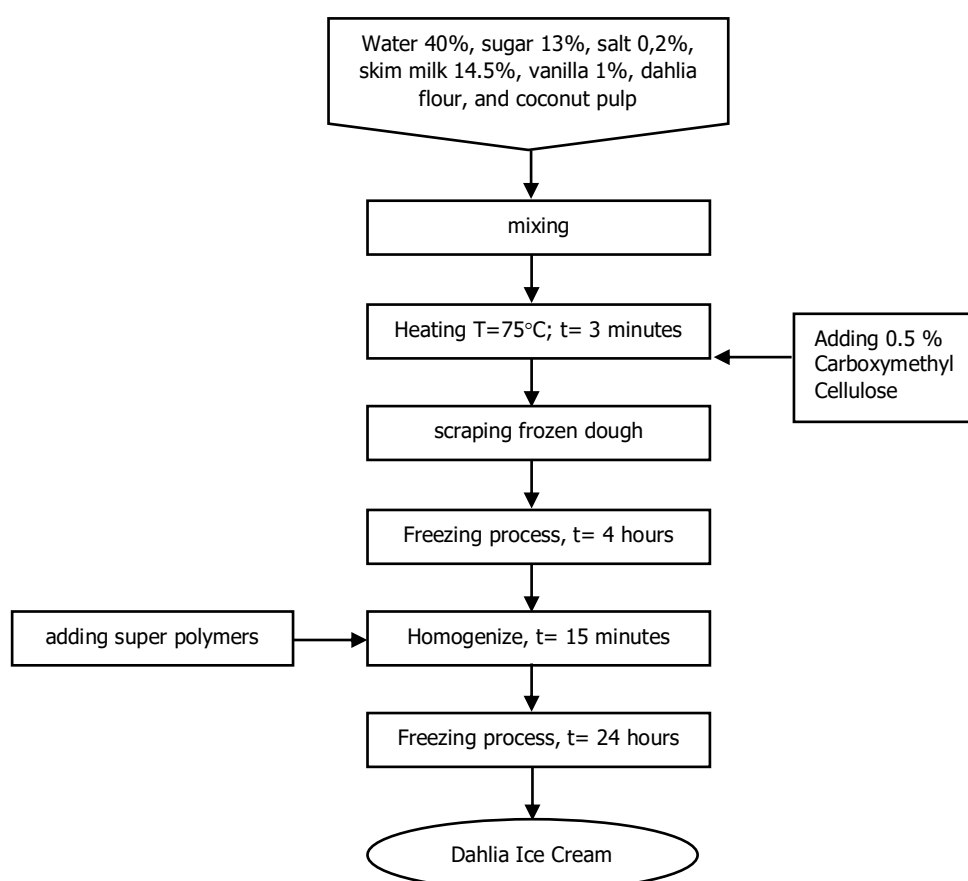 Water 40%, sugar 13%, salt 0,2%,
skim milk 14.5%, vanilla 1%, dahlia
flour, and coconut pulp
mixing
Heating T=75°C; t= 3 minutes
Adding 0.5 %
Carboxymethyl
Cellulose
scraping frozen dough
Freezing process, t= 4 hours
adding super polymers
Homogenize, t= 15 minutes
Freezing process, t= 24 hours
Dahlia Ice Cream